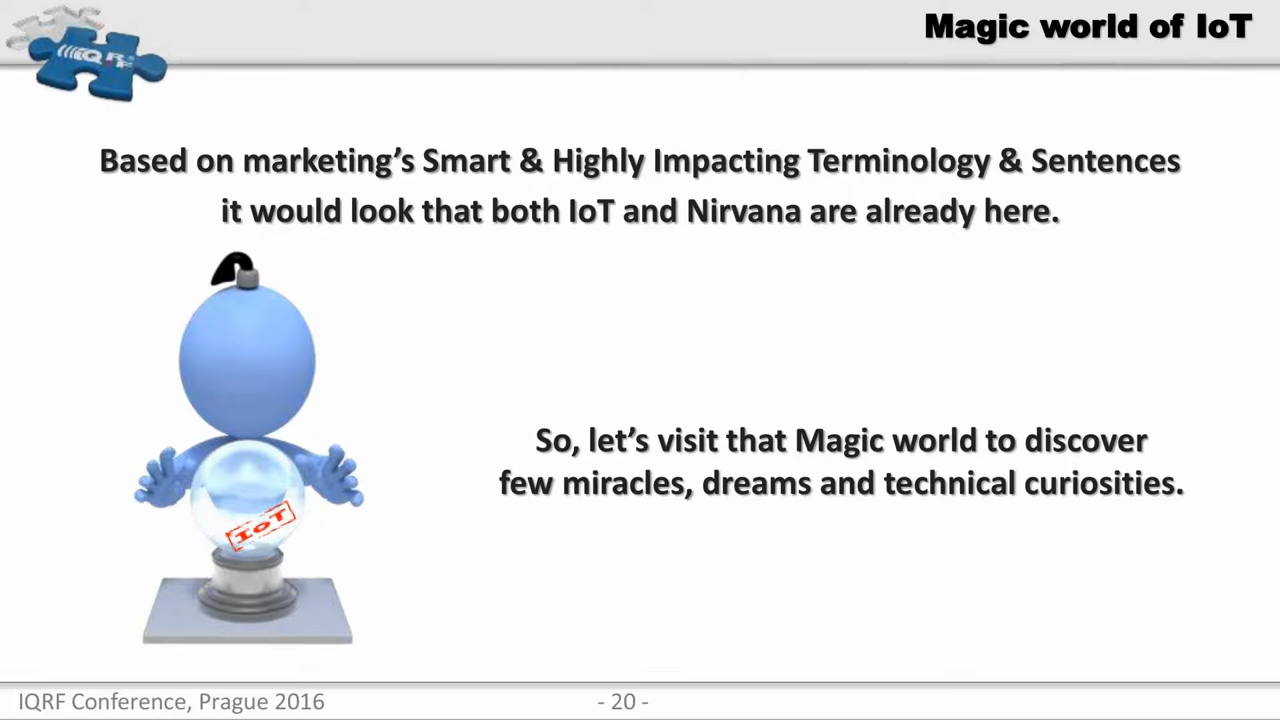 Magic world of IoT
IQRF
Based on marketing’s Smart & Highly Impacting Terminology & Sentences
it would look that both IoT and Nirvana are already here.
So, let’s visit that Magic world to discover
few miracles, dreams and technical curiosities.
IoT
IQRF Conference, Prague 2016
- 20 -